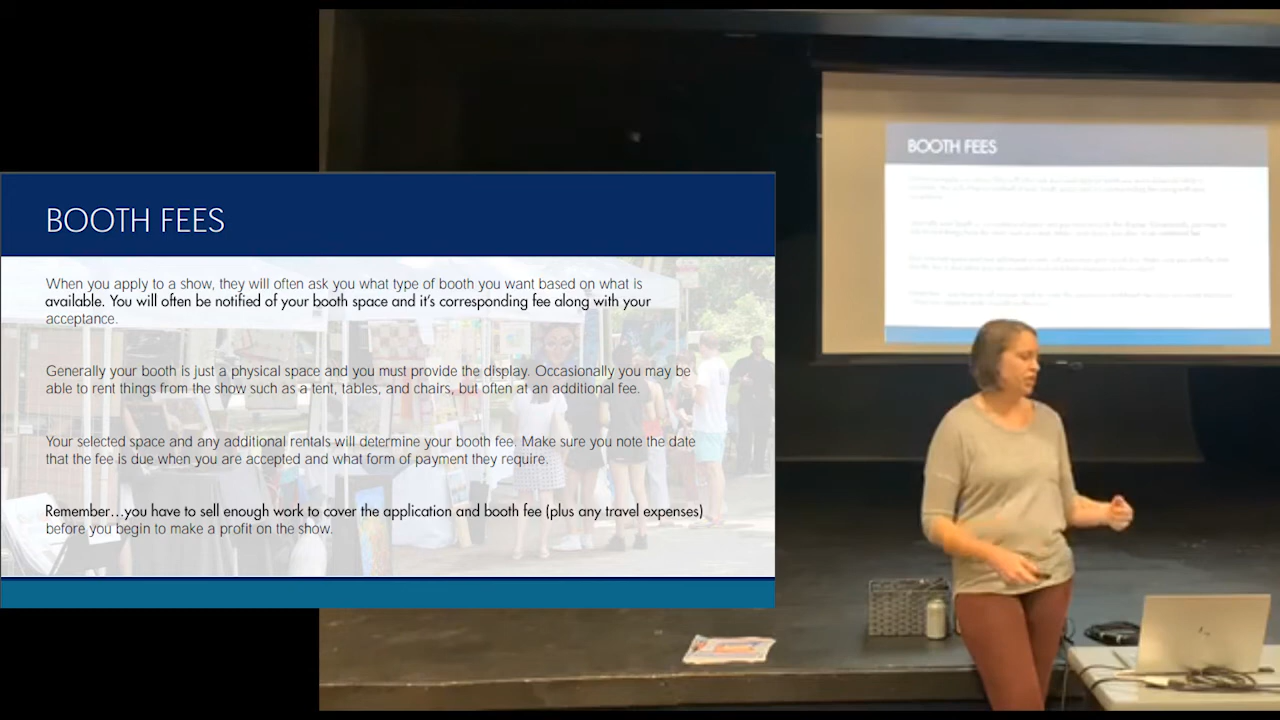 BOOTH FEES
When you apply to a show, they will often ask you what type of booth you want based on what is
available. You will often be notified of your booth space and it's corresponding fee along with your
acceptance.
Generally your booth is just a physical space and you must provide the display. Occasionally you may be
able to rent things from the show such as a tent, tables, and chairs, but often at an additional fee.
Your selected space and any additional rentals will determine your booth fee. Make sure you note the date
that the fee is due when you are accepted and what form of payment they require.
Remember...you have to sell enough work to cover the application and booth fee (plus any travel expenses)
before you begin to make a profit on the show.
BOOTH FEES